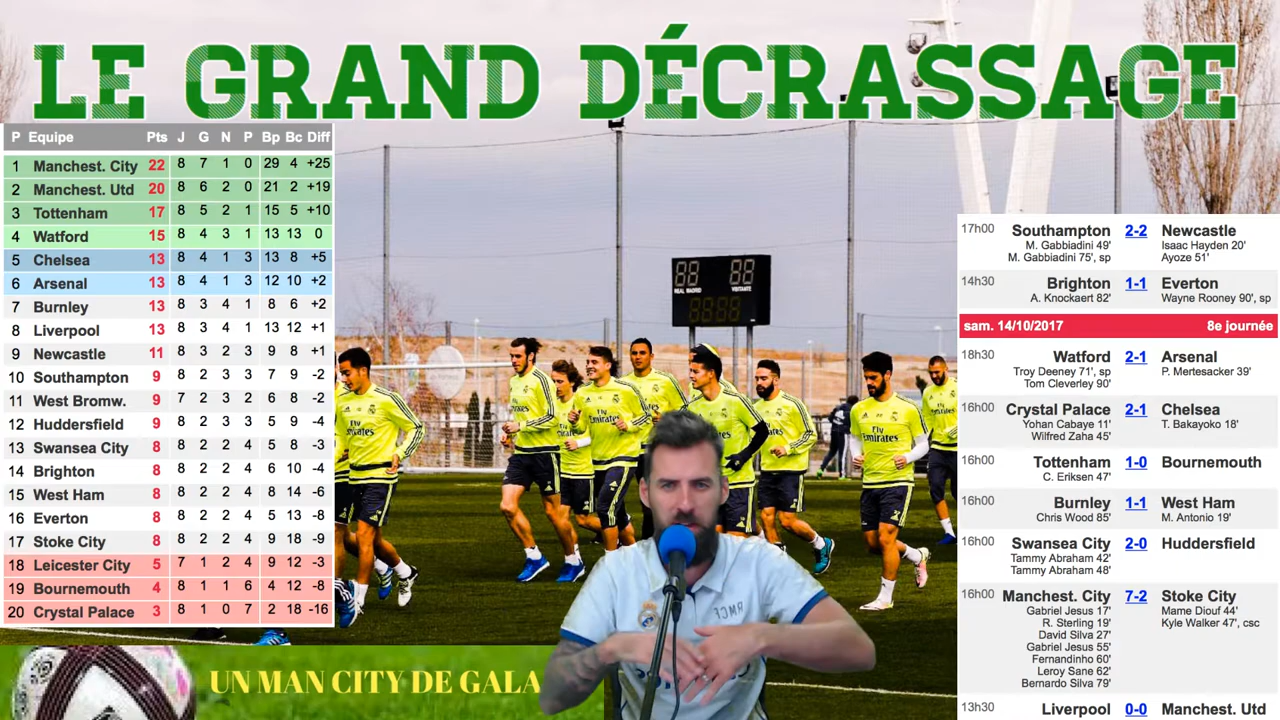 LE GRAND DÉCRASSAGE
P Equipe Pts J G N P Bp Bc Diff
1 Manchest. City 22 8 7 1 0 29 4 +25
2 Manchest. Utd 20 8 6 2 0 21 2 +19
3 Tottenham 17 8 5 2 1 15 5 +10
4 Watford 15 8 4 3 1 13 13 0
5 Chelsea 13 8 4 1 3 13 8 +5
6 Arsenal 13 8 4 1 3 12 10 +2
7 Burnley 13 8 3 4 1 8 6 +2
8 Liverpool 13 8 3 4 1 13 12 +1
9 Newcastle 11 8 3 2 3 9 8 +1
10 Southampton 9 8 2 3 3 7 9 -2
11 West Bromw. 9 7 2 3 2 6 8 -2
12 Huddersfield 9 8 2 3 3 5 9 -4
13 Swansea City 8 8 2 2 4 5 8 -3
14 Brighton 8 8 2 2 4 6 10 -4
15 West Ham 8 8 2 2 4 8 14 -6
16 Everton 8 8 2 2 4 5 13 -8
17 Stoke City 8 8 2 2 4 9 18 -9
18 Leicester City 5 7 1 2 4 9 12 -3
19 Bournemouth 4 8 1 1 6 4 12 -8
20 Crystal Palace 3 8 1 0 7 2 18 -16
17h00 Southampton 2-2 Newcastle
M. Gabbiadini 49' Isaac Hayden 20'
M. Gabbiadini 75', sp Ayoze 51'
14h30 Brighton 1-1 Everton
A. Knockaert 82' Wayne Rooney 90', sp
sam. 14/10/2017 8e journée
18h30 Watford 2-1 Arsenal
Troy Deeney 71', sp P. Mertesacker 39'
Tom Cleverley 90'
16h00 Crystal Palace 2-1 Chelsea
Yohan Cabaye 11' T. Bakayoko 18'
Wilfred Zaha 45'
16h00 Tottenham 1-0 Bournemouth
C. Eriksen 47'
16h00 Burnley 1-1 West Ham
Chris Wood 85' M. Antonio 19'
16h00 Swansea City 2-0 Huddersfield
Tammy Abraham 42'
Tammy Abraham 48'
16h00 Manchest. City 7-2 Stoke City
Gabriel Jesus 17' Mame Diouf 44'
R. Sterling 19' Kyle Walker 47', csc
David Silva 27'
Gabriel Jesus 55'
Fernandinho 60'
Leroy Sane 62'
Bernardo Silva 79'
13h30 Liverpool 0-0 Manchest. Utd
REAL MADRID VISITANTE
Fly Emirates
RMCF
UN MAN CITY DE GALA